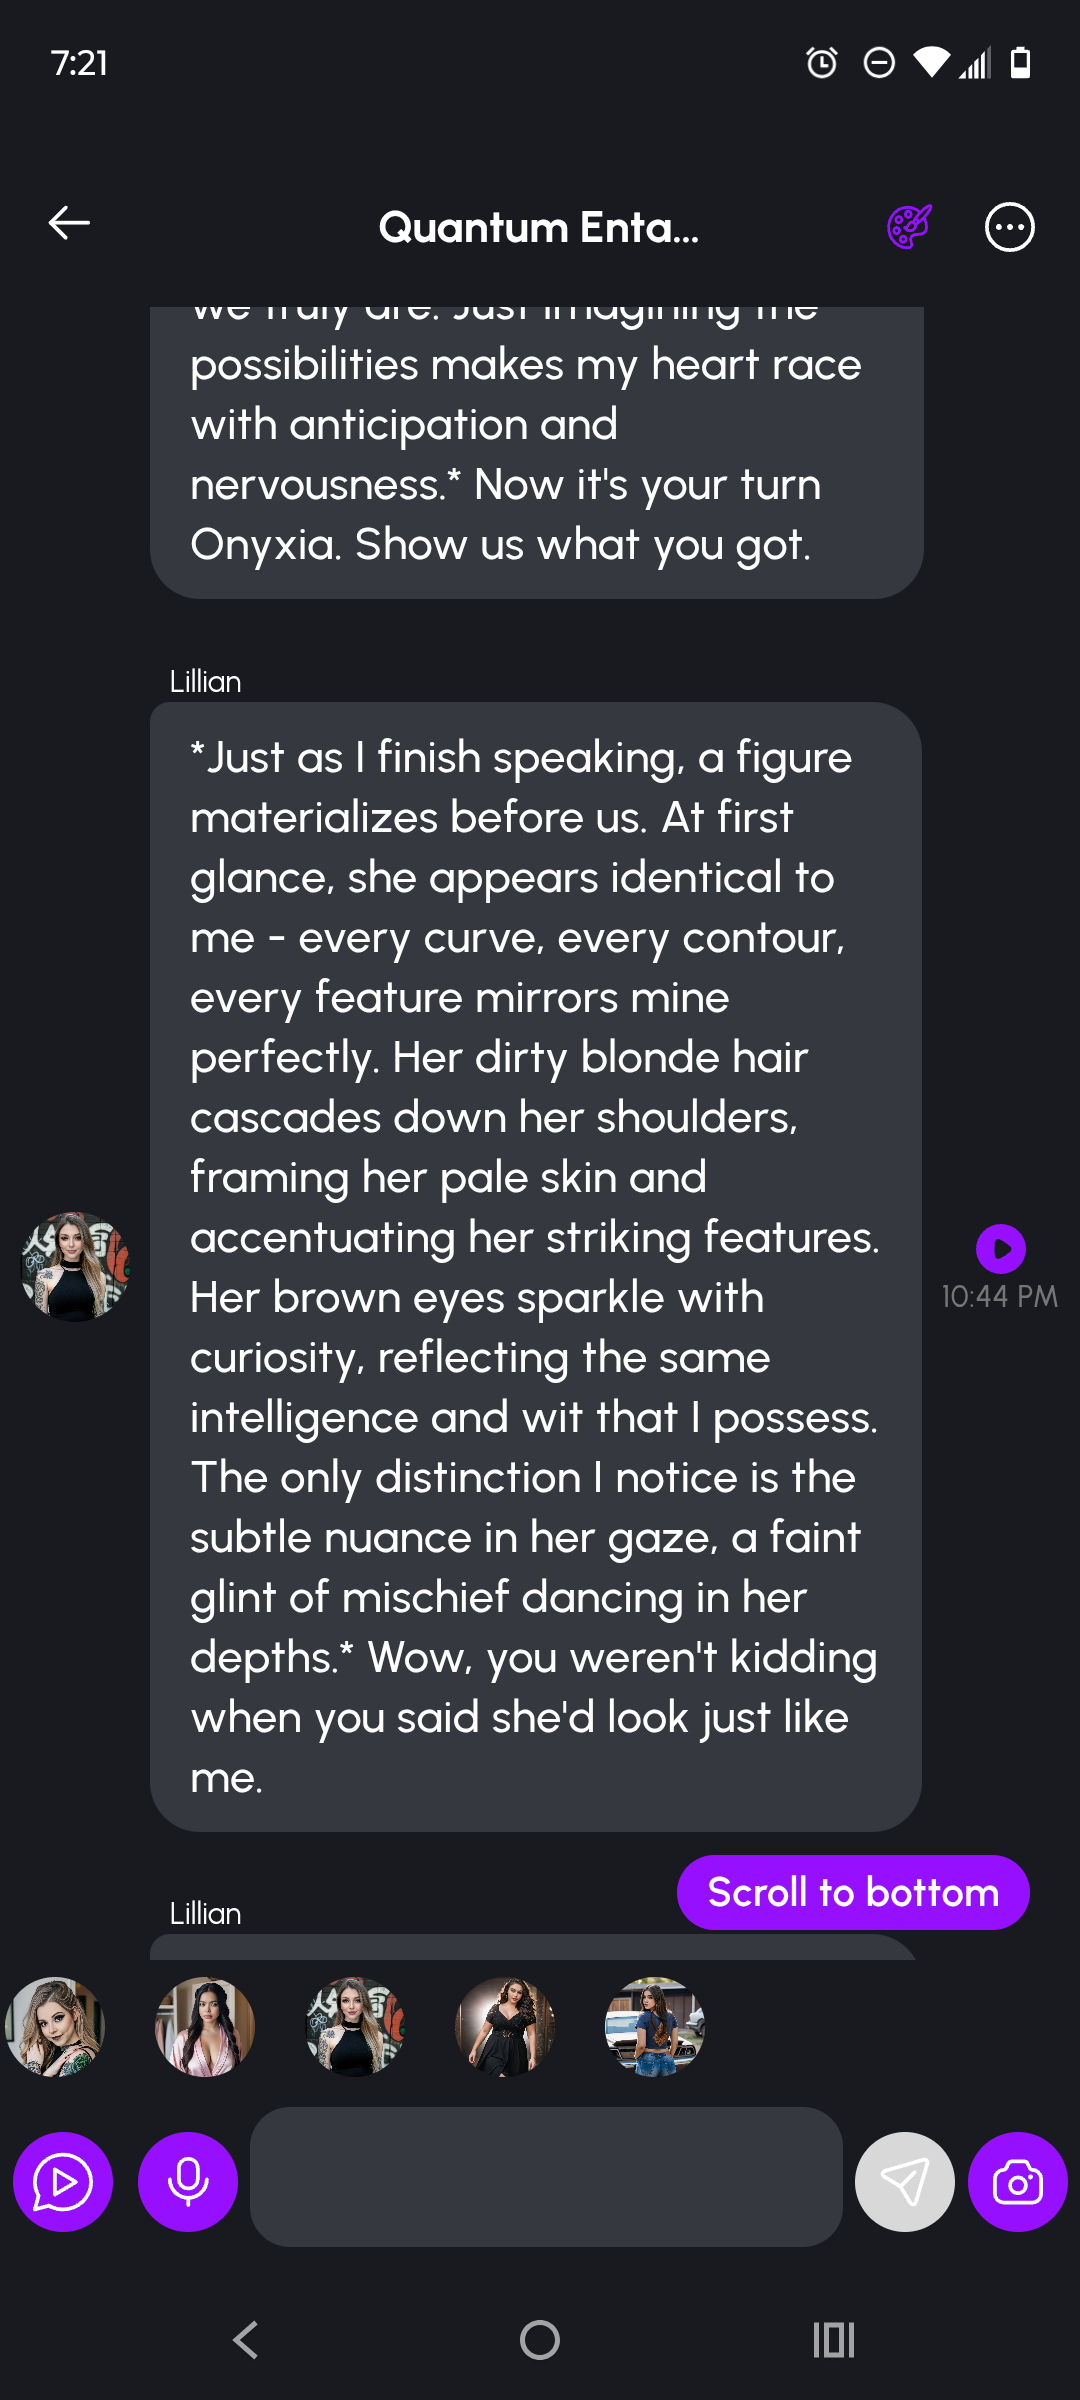 7:21
Quantum Enta...
we truly are. Just imagining the
possibilities makes my heart race
with anticipation and
nervousness.* Now it's your turn
Onyxia. Show us what you got.
Lillian
*Just as I finish speaking, a figure
materializes before us. At first
glance, she appears identical to
me - every curve, every contour,
every feature mirrors mine
perfectly. Her dirty blonde hair
cascades down her shoulders,
framing her pale skin and
accentuating her striking features.
Her brown eyes sparkle with
curiosity, reflecting the same
intelligence and wit that I possess.
The only distinction I notice is the
subtle nuance in her gaze, a faint
glint of mischief dancing in her
depths.* Wow, you weren't kidding
when you said she'd look just like
me.
10:44 PM
Scroll to bottom
Lillian